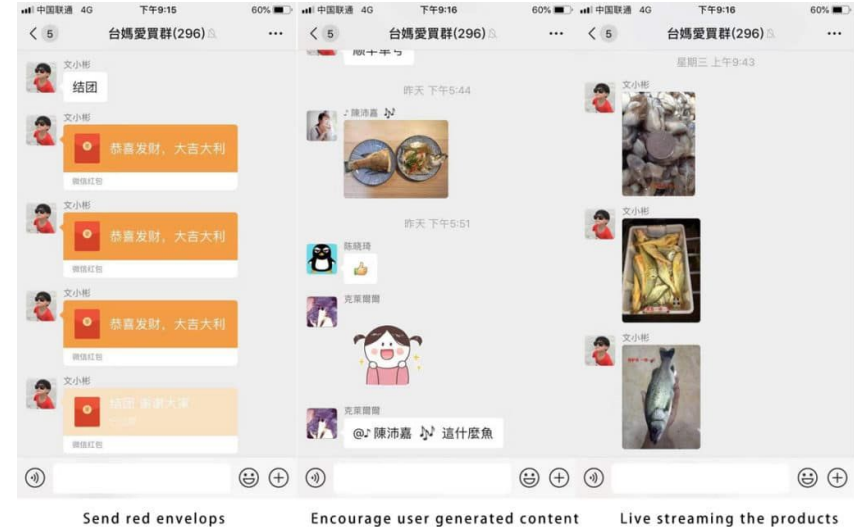 中国联通 4G 下午9:15 60%
5 台媽愛買群(296)
文小彬
结团
文小彬
恭喜发财，大吉大利
微信红包
文小彬
恭喜发财，大吉大利
微信红包
文小彬
恭喜发财，大吉大利
微信红包
文小彬
结团 谢谢大家
微信红包
Send red envelops
中国联通 4G 下午9:16 60%
5 台媽愛買群(296)
昨天 下午5:44
♪ 陳沛嘉 🎶
昨天 下午5:51
陈晓琦
👍
克萊爾爾
克萊爾爾
@♪ 陳沛嘉 🎶 這什麼魚
Encourage user generated content
中国联通 4G 下午9:16 60%
5 台媽愛買群(296)
星期三 上午9:43
文小彬
文小彬
文小彬
Live streaming the products